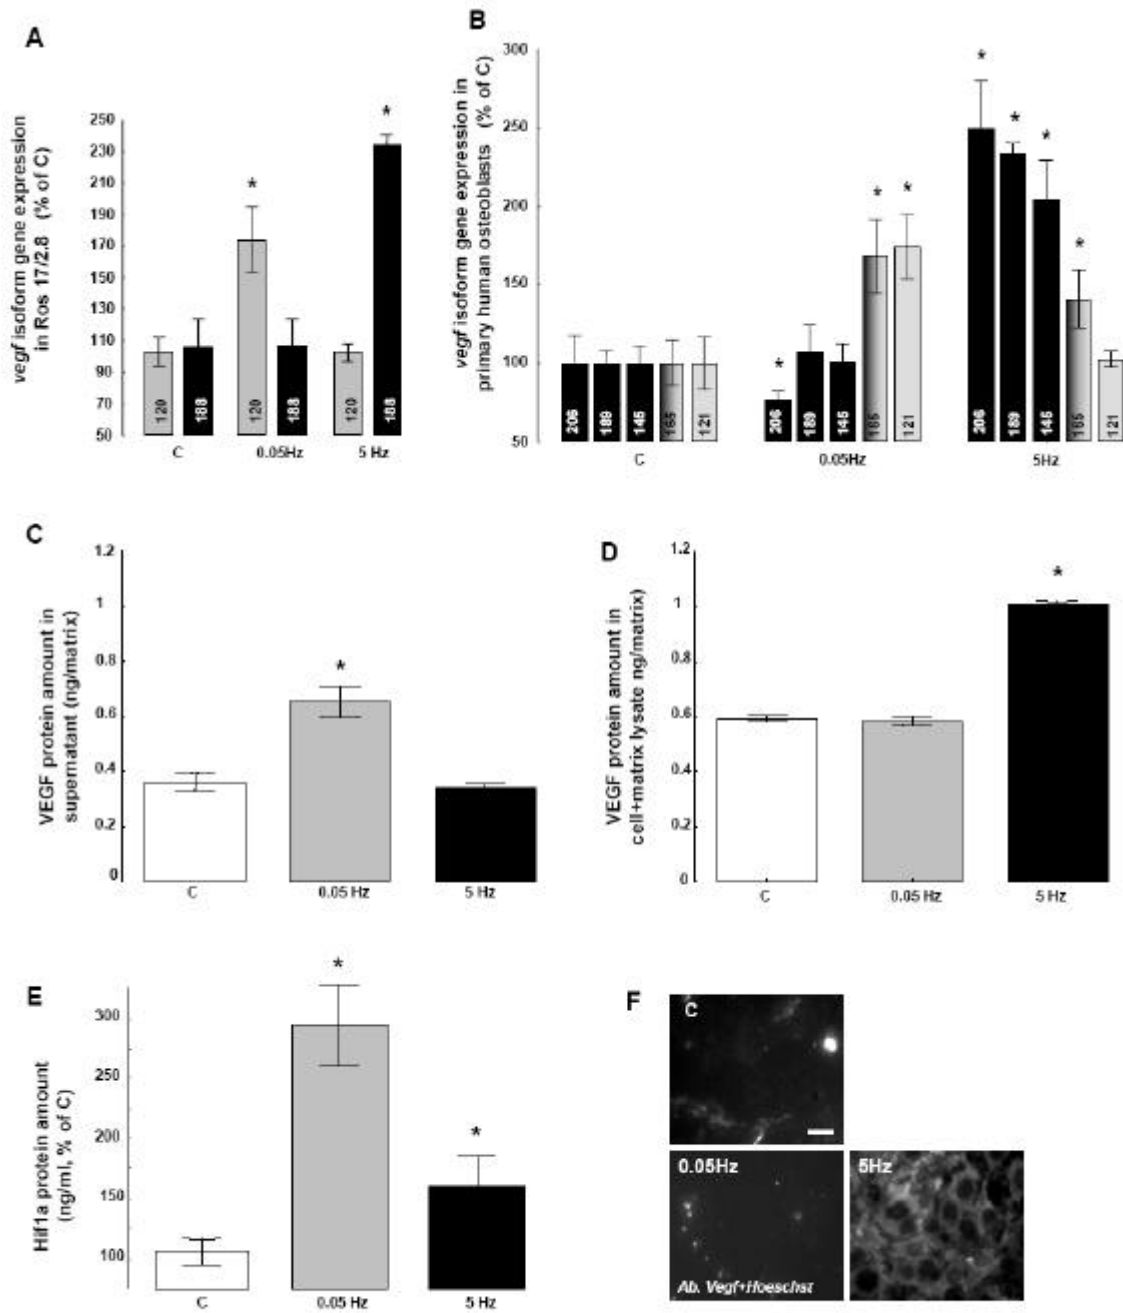 A
vegf isoform gene expression
in Ros 17/2.8 (% of C)
250
230
210
190
170
150
130
110
90
70
50
*
*
120
188
120
188
120
188
C
0.05Hz
5 Hz
B
vegf isoform gene expression in
primary human osteoblasts (% of C)
300
250
200
150
100
50
*
*
*
*
*
*
*
206
189
145
165
121
206
189
145
165
121
206
189
145
165
121
C
0.05Hz
5Hz
C
VEGF protein amount in
supernatant (ng/matrix)
1.2
1
0.8
0.6
0.4
0.2
0
*
C
0.05 Hz
5 Hz
D
VEGF protein amount in
cell+matrix lysate ng/matrix)
1.2
1
0.8
0.6
0.4
0.2
0
*
C
0.05 Hz
5 Hz
E
Hif1a protein amount
(ng/ml, % of C)
300
250
200
150
100
*
*
C
0.05 Hz
5 Hz
F
C
0.05Hz
5Hz
Ab. Vegf+Hoeschst